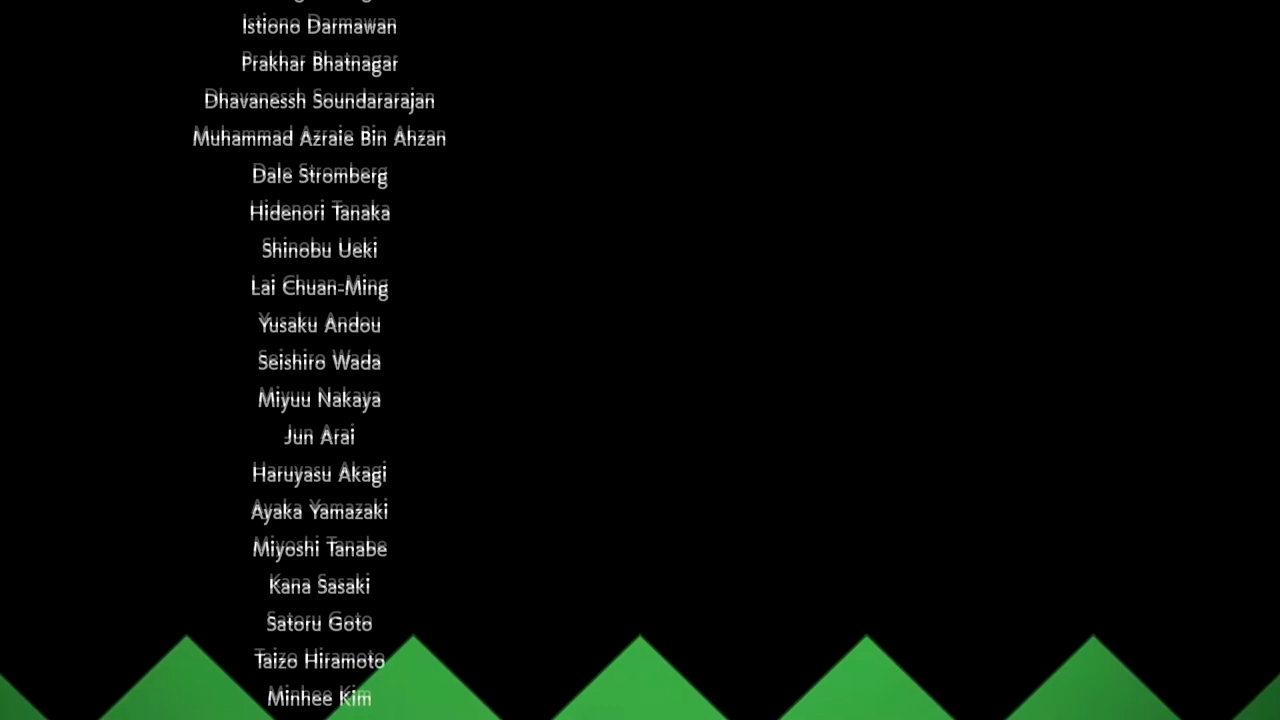 Istiono Darmawan
Prakhar Bhatnagar
Dhavanessh Soundararajan
Muhammad Azraie Bin Ahzan
Dale Stromberg
Hidenori Tanaka
Shinobu Ueki
Lai Chuan-Ming
Yusaku Andou
Seishiro Wada
Miyuu Nakaya
Jun Arai
Haruyasu Akagi
Ayaka Yamazaki
Miyoshi Tanabe
Kana Sasaki
Satoru Goto
Taizo Hiramoto
Minhee Kim